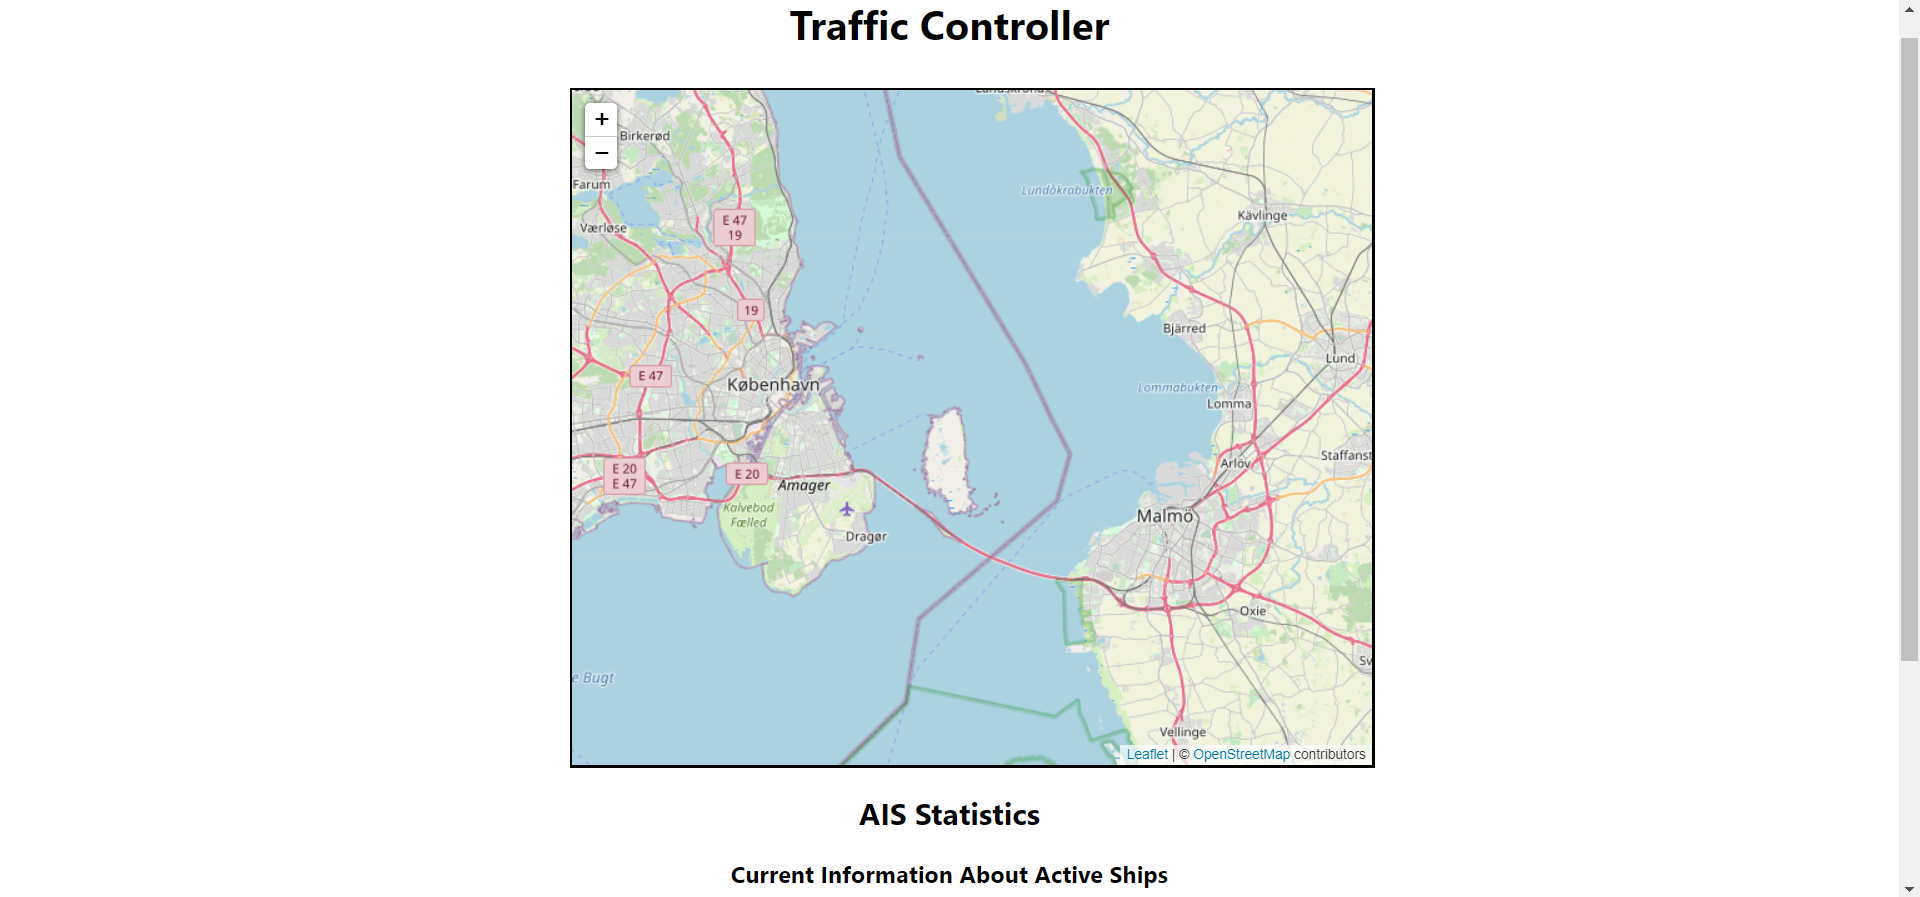 Traffic Controller
+
Birkerød
−
Farum
Lundåkrabukten
Kävlinge
E 47
19
Værløse
19
Bjärred
Lund
E 47
København
Lommabukten
Lomma
Arlöv
Staffanst
E 20
E 47
E 20
Amager
Kalvebod
Fælled
Malmö
Dragør
Oxie
Sv
e Bugt
Vellinge
Leaflet | © OpenStreetMap contributors
AIS Statistics
Current Information About Active Ships